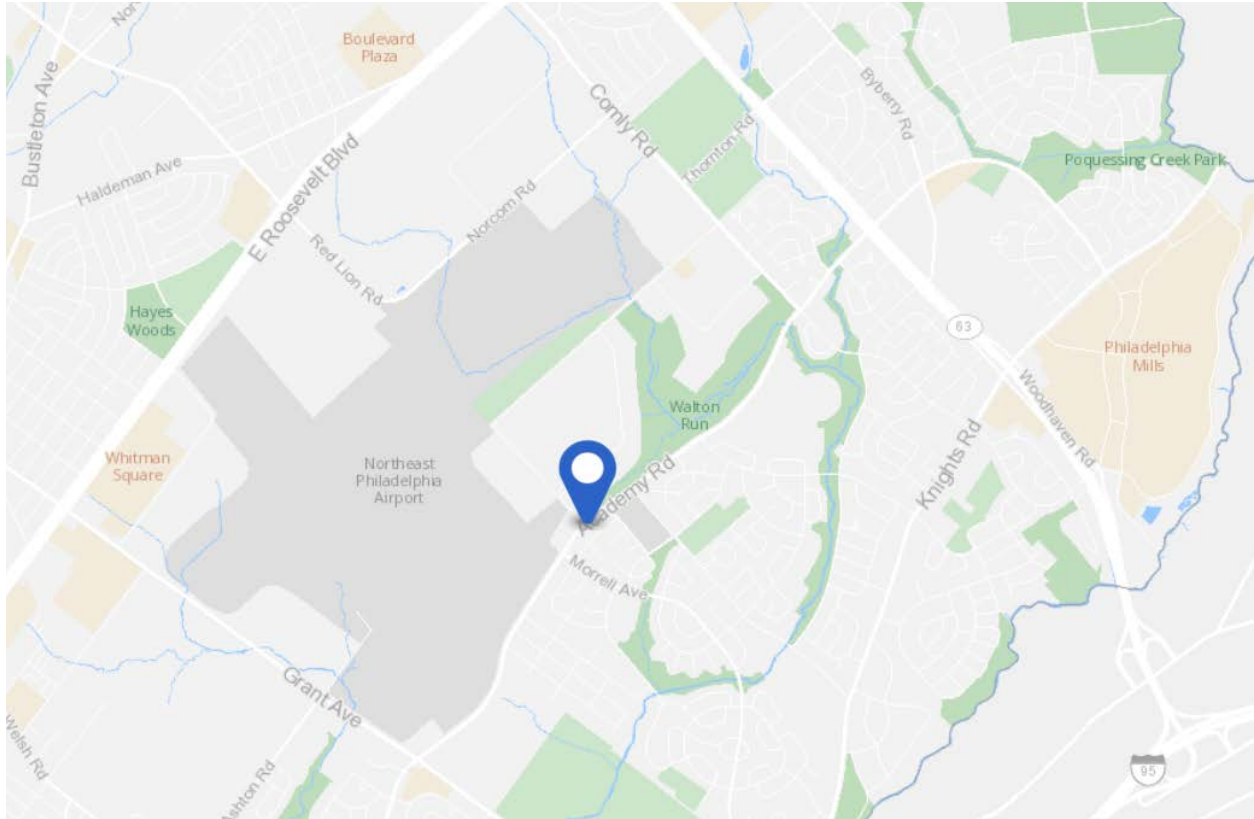 Nor
Boulevard
Plaza
Bustleton Ave
Haldeman Ave
E Roosevelt Blvd
Comly Rd
Byberry Rd
Thornton Rd
Poquessing Creek Park
Norcom Rd
Red Lion Rd
Hayes
Woods
63
Philadelphia
Mills
Woodhaven Rd
Walton
Run
Whitman
Square
Northeast
Philadelphia
Airport
Academy Rd
Knights Rd
Morrell Ave
Grant Ave
Welsh Rd
Ashton Rd
95